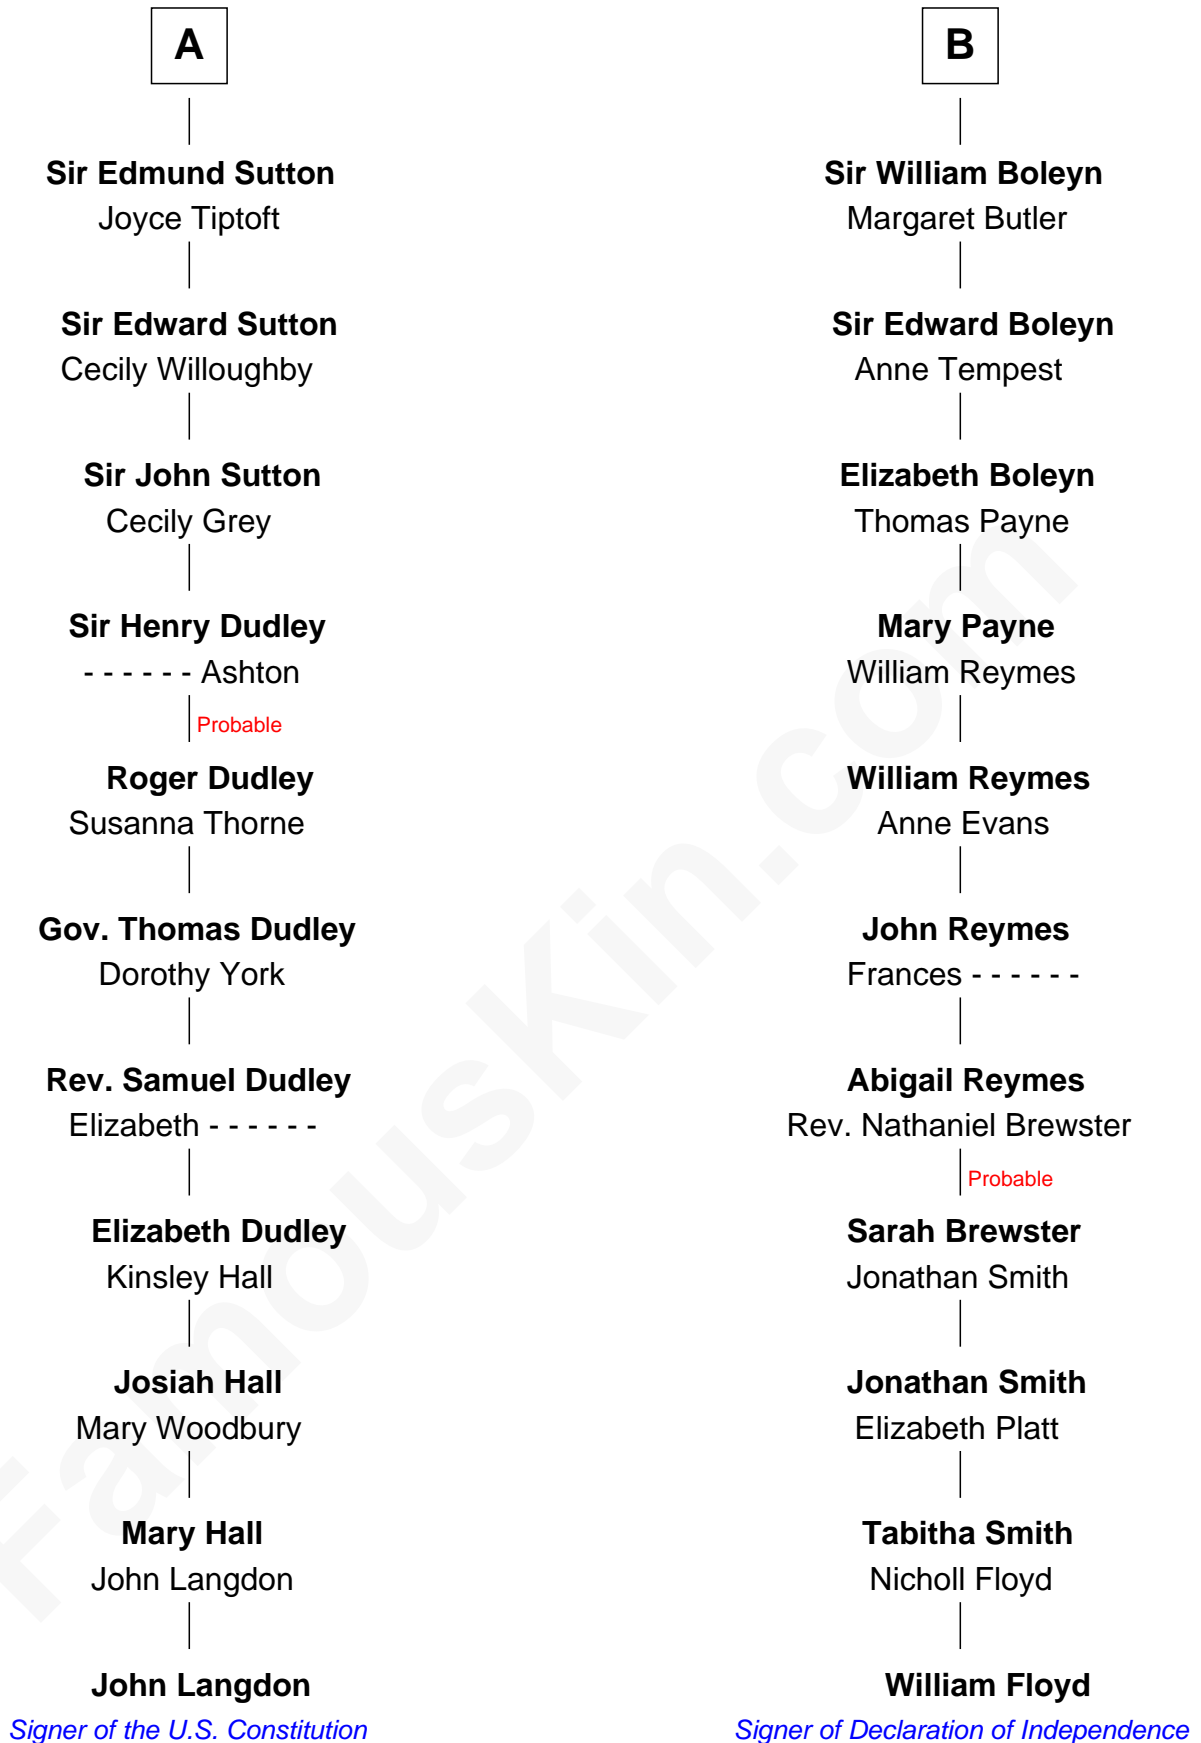 A
Sir Edmund Sutton
Joyce Tiptoft
Sir Edward Sutton
Cecily Willoughby
Sir John Sutton
Cecily Grey
Sir Henry Dudley
- - - - - - Ashton
Probable
Roger Dudley
Susanna Thorne
Gov. Thomas Dudley
Dorothy York
Rev. Samuel Dudley
Elizabeth - - - - - -
Elizabeth Dudley
Kinsley Hall
Josiah Hall
Mary Woodbury
Mary Hall
John Langdon
John Langdon
Signer of the U.S. Constitution
B
Sir William Boleyn
Margaret Butler
Sir Edward Boleyn
Anne Tempest
Elizabeth Boleyn
Thomas Payne
Mary Payne
William Reymes
William Reymes
Anne Evans
John Reymes
Frances - - - - - -
Abigail Reymes
Rev. Nathaniel Brewster
Probable
Sarah Brewster
Jonathan Smith
Jonathan Smith
Elizabeth Platt
Tabitha Smith
Nicholl Floyd
William Floyd
Signer of Declaration of Independence
FamousKin.com